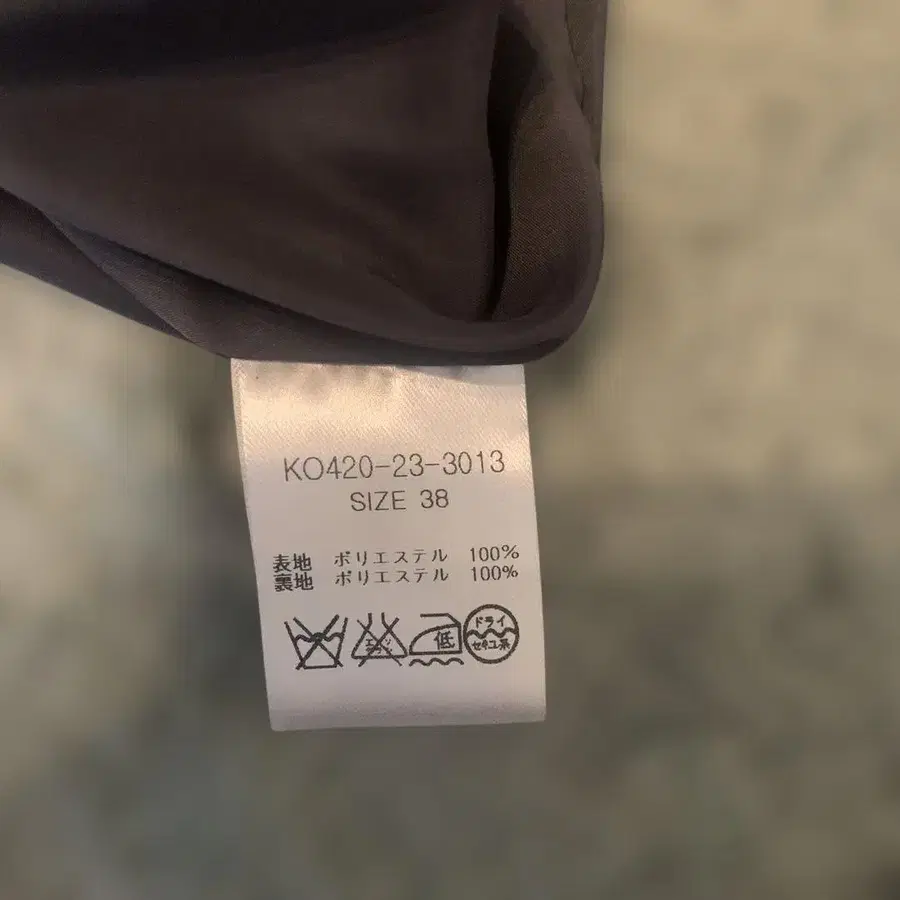 KO420-23-3013
SIZE 38
表地 ポリエステル 100%
裏地 ポリエステル 100%
低
ドライ
セキユ系